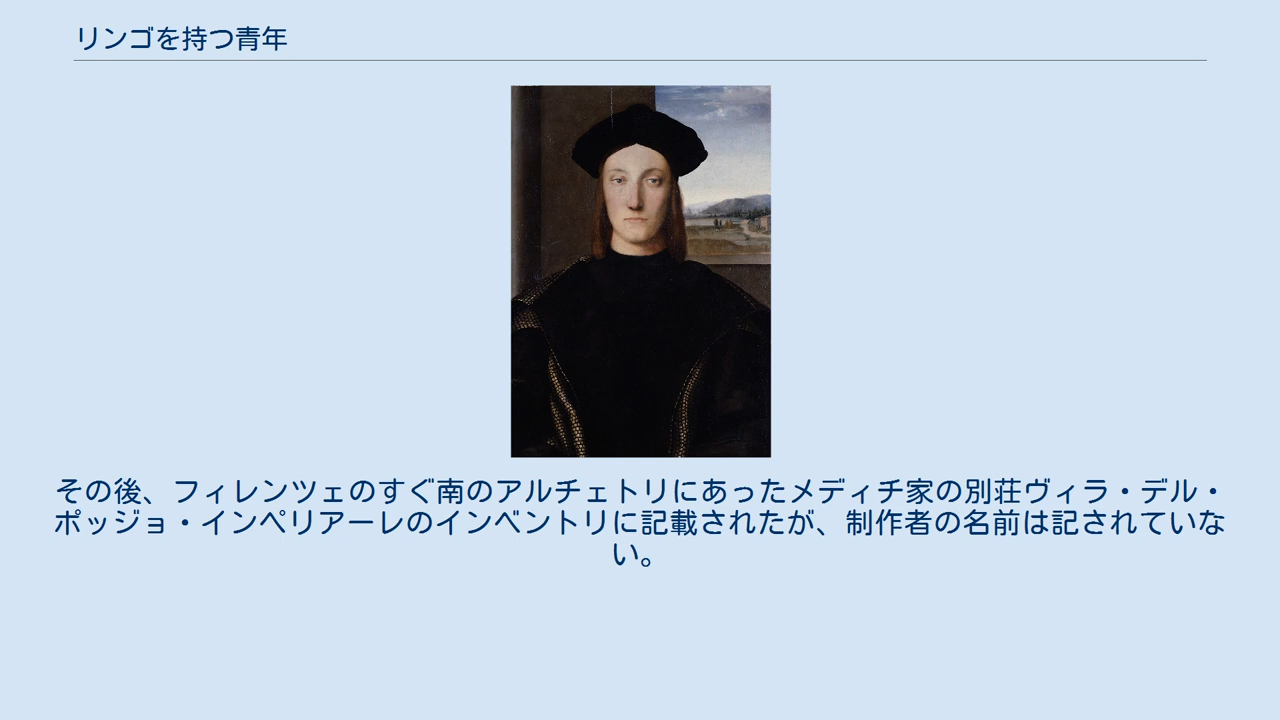 リンゴを持つ青年
その後、フィレンツェのすぐ南のアルチェトリにあったメディチ家の別荘ヴィラ・デル・
ポッジョ・インペリアーレのインベントリに記載されたが、制作者の名前は記されていな
い。